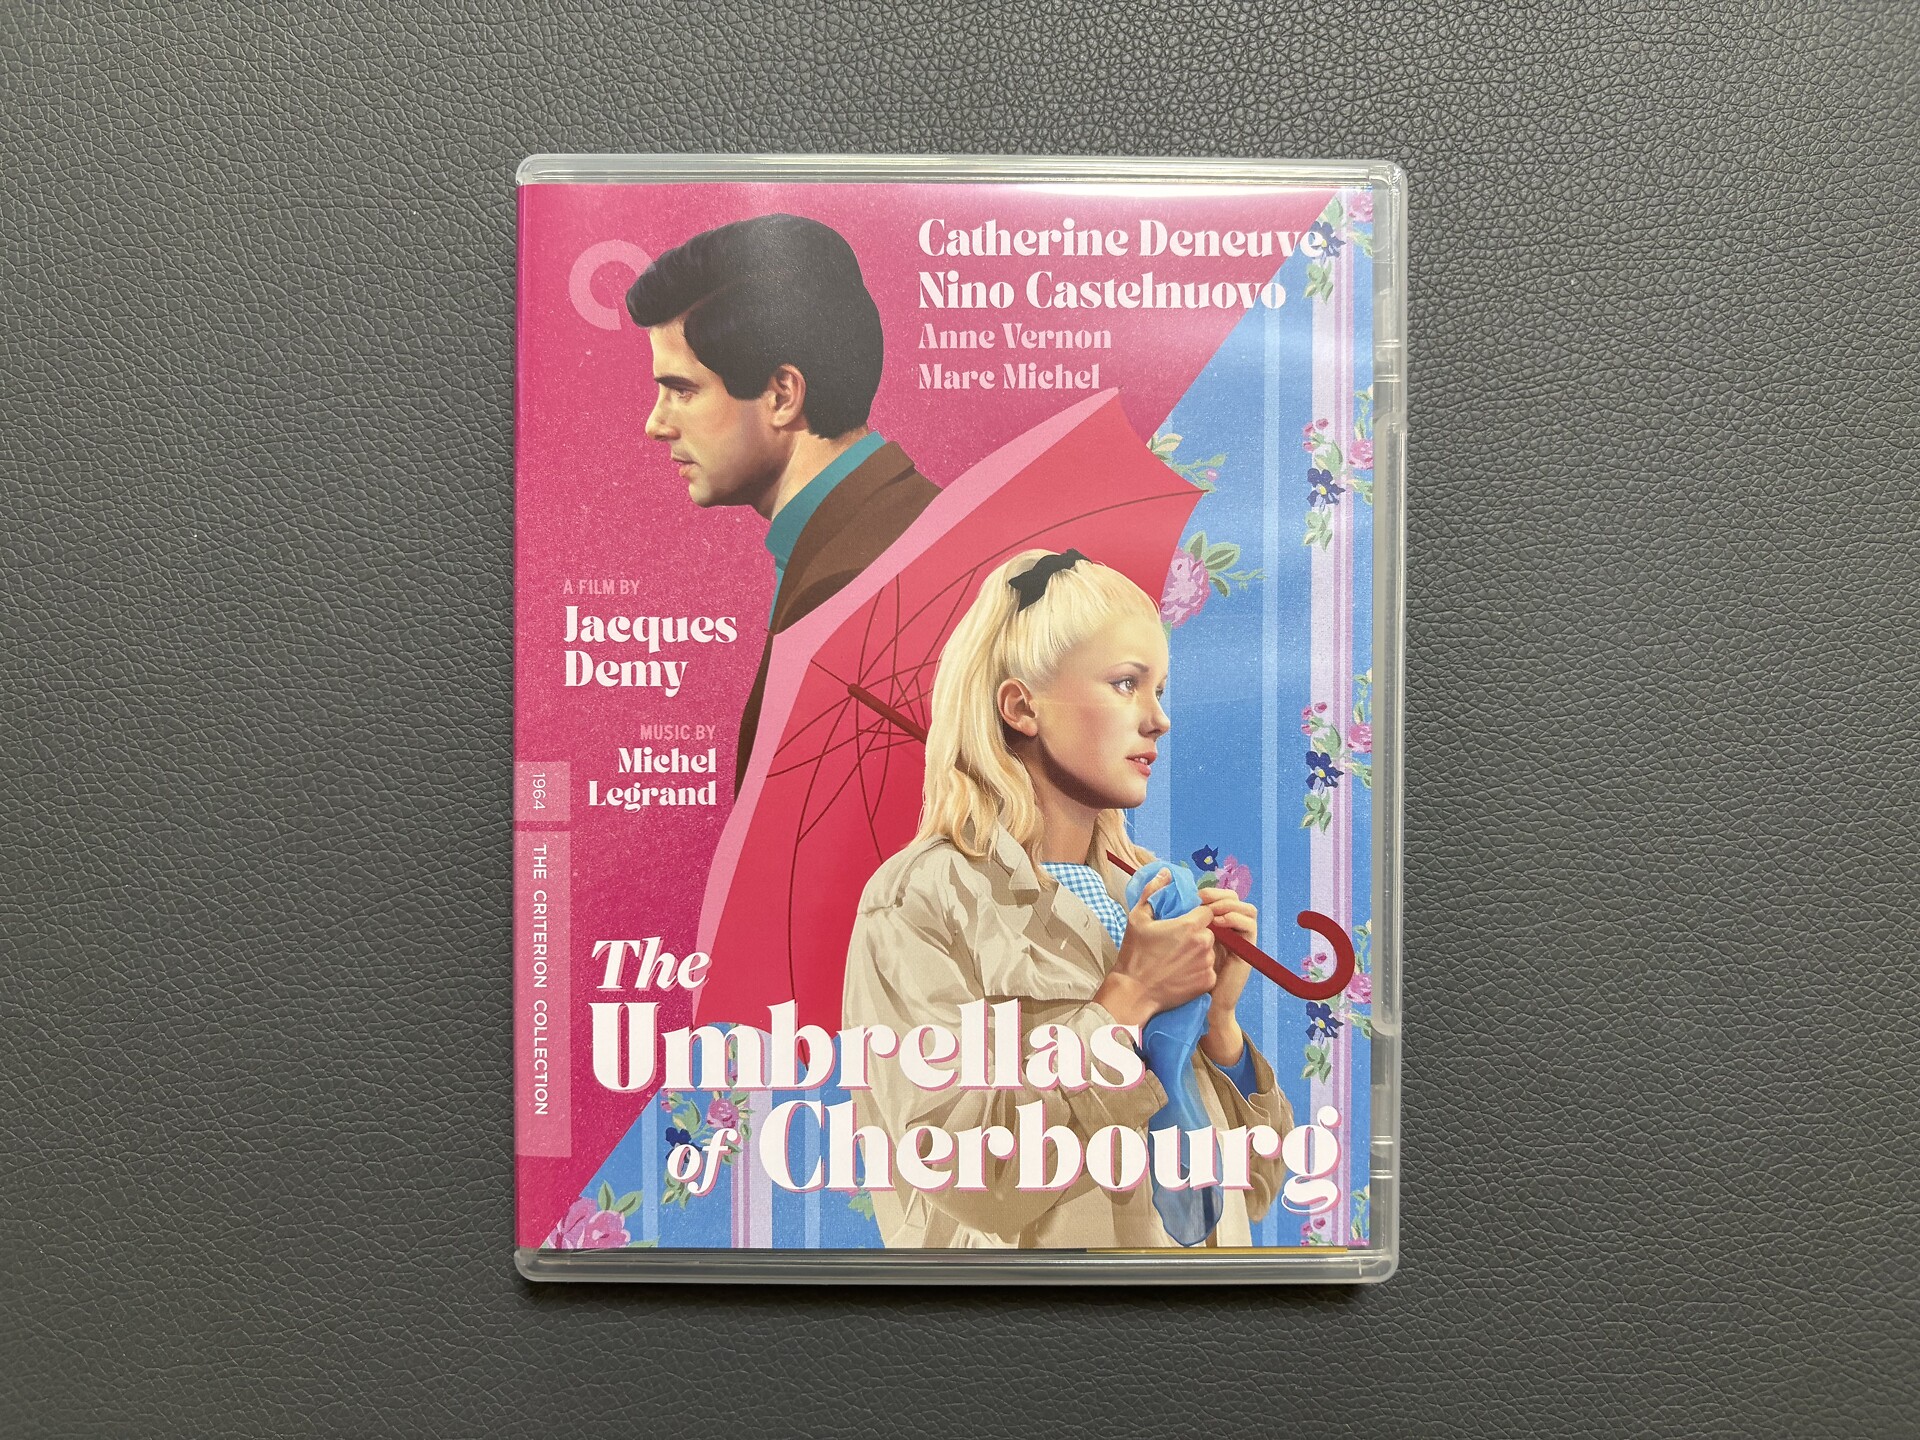 Catherine Deneuve
Nino Castelnuovo
Anne Vernon
Marc Michel
A FILM BY
Jacques
Demy
MUSIC BY
Michel
Legrand
1964
THE CRITERION COLLECTION
The
Umbrellas
of Cherbourg